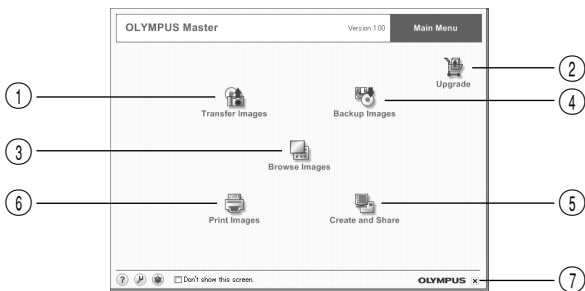 OLYMPUS Master Version 1.00 Main Menu
2
Upgrade
1
4
Transfer Images Backup Images
3
Browse Images
6
5
Print Images Create and Share
? Don't show this screen. OLYMPUS x
7